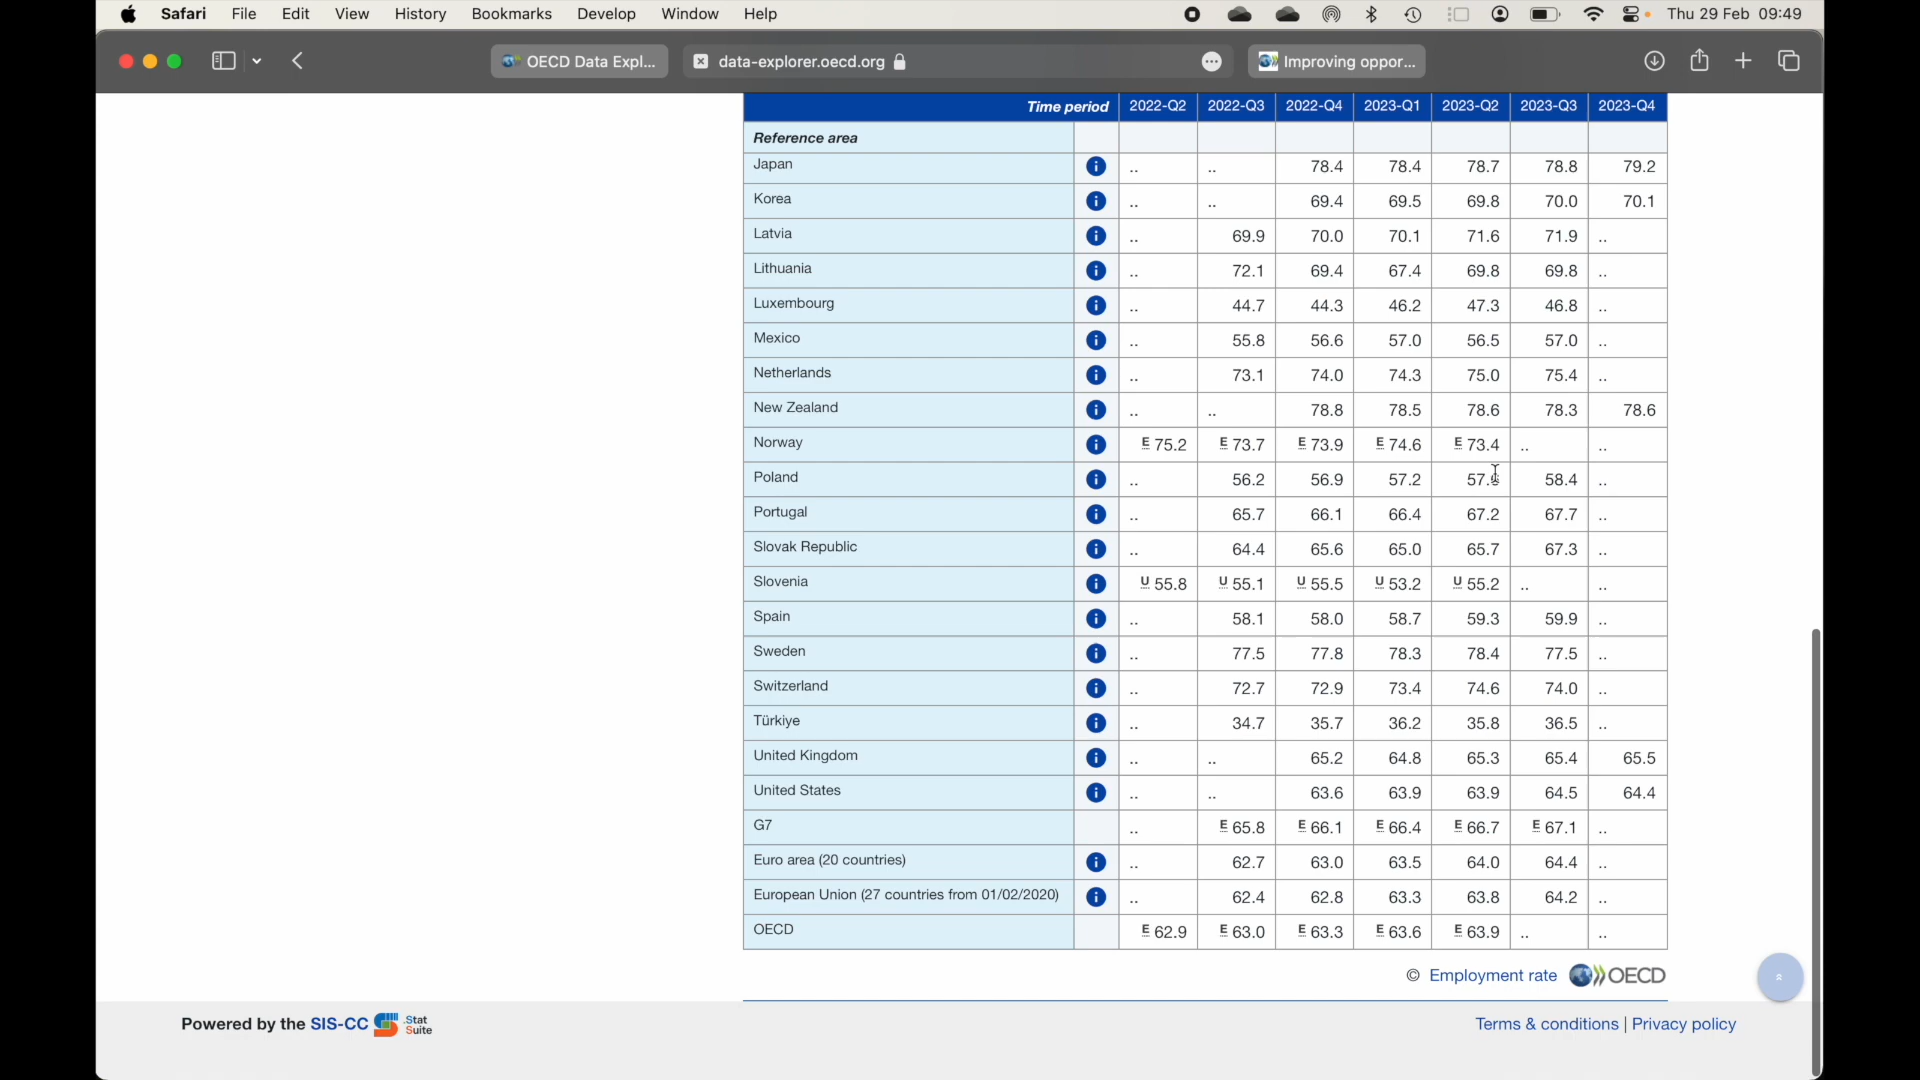 Safari File Edit View History Bookmarks Develop Window Help Thu 29 Feb 09:49
OECD Data Expl... data-explorer.oecd.org Improving oppor...
Time period 2022-Q2 2022-Q3 2022-Q4 2023-Q1 2023-Q2 2023-Q3 2023-Q4
Reference area
Japan i .. .. 78.4 78.4 78.7 78.8 79.2
Korea i .. .. 69.4 69.5 69.8 70.0 70.1
Latvia i .. 69.9 70.0 70.1 71.6 71.9 ..
Lithuania i .. 72.1 69.4 67.4 69.8 69.8 ..
Luxembourg i .. 44.7 44.3 46.2 47.3 46.8 ..
Mexico i .. 55.8 56.6 57.0 56.5 57.0 ..
Netherlands i .. 73.1 74.0 74.3 75.0 75.4 ..
New Zealand i .. .. 78.8 78.5 78.6 78.3 78.6
Norway i E 75.2 E 73.7 E 73.9 E 74.6 E 73.4 .. ..
Poland i .. 56.2 56.9 57.2 58.4 ..
Portugal i .. 65.7 66.1 66.4 67.2 67.7 ..
Slovak Republic i .. 64.4 65.6 65.0 65.7 67.3 ..
Slovenia i U 55.8 U 55.1 U 55.5 U 53.2 U 55.2 .. ..
Spain i .. 58.1 58.0 58.7 59.3 59.9 ..
Sweden i .. 77.5 77.8 78.3 78.4 77.5 ..
Switzerland i .. 72.7 72.9 73.4 74.6 74.0 ..
Türkiye i .. 34.7 35.7 36.2 35.8 36.5 ..
United Kingdom i .. .. 65.2 64.8 65.3 65.4 65.5
United States i .. .. 63.6 63.9 63.9 64.5 64.4
G7 .. E 65.8 E 66.1 E 66.4 E 66.7 E 67.1 ..
Euro area (20 countries) i .. 62.7 63.0 63.5 64.0 64.4 ..
European Union (27 countries from 01/02/2020) i .. 62.4 62.8 63.3 63.8 64.2 ..
OECD E 62.9 E 63.0 E 63.3 E 63.6 E 63.9 .. ..
© Employment rate OECD
Powered by the SIS-CC .Stat Suite Terms & conditions | Privacy policy